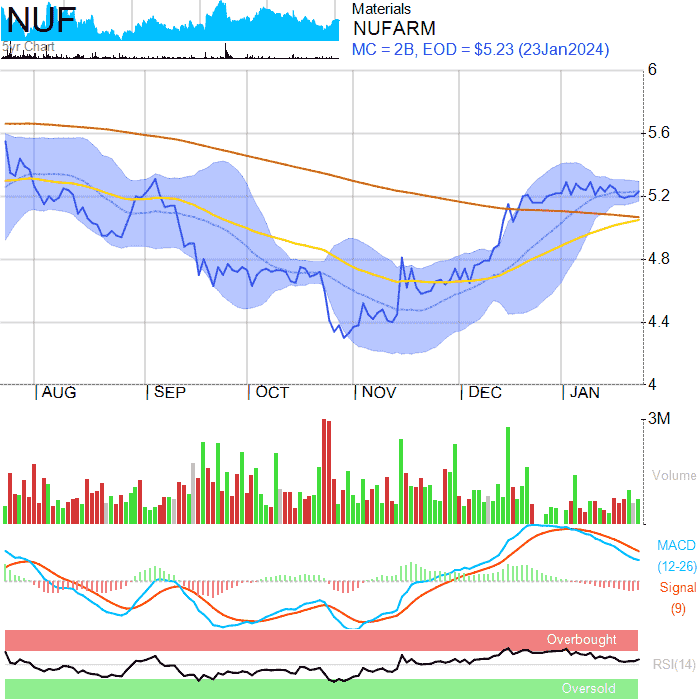 NUF
5yr Chart
Materials
NUFARM
MC = 2B, EOD = $5.23 (23Jan2024)
6
5.6
5.2
4.8
4.4
4
AUG SEP OCT NOV DEC JAN
3M
Volume
MACD
(12-26)
Signal
(9)
Overbought
RSI(14)
Oversold